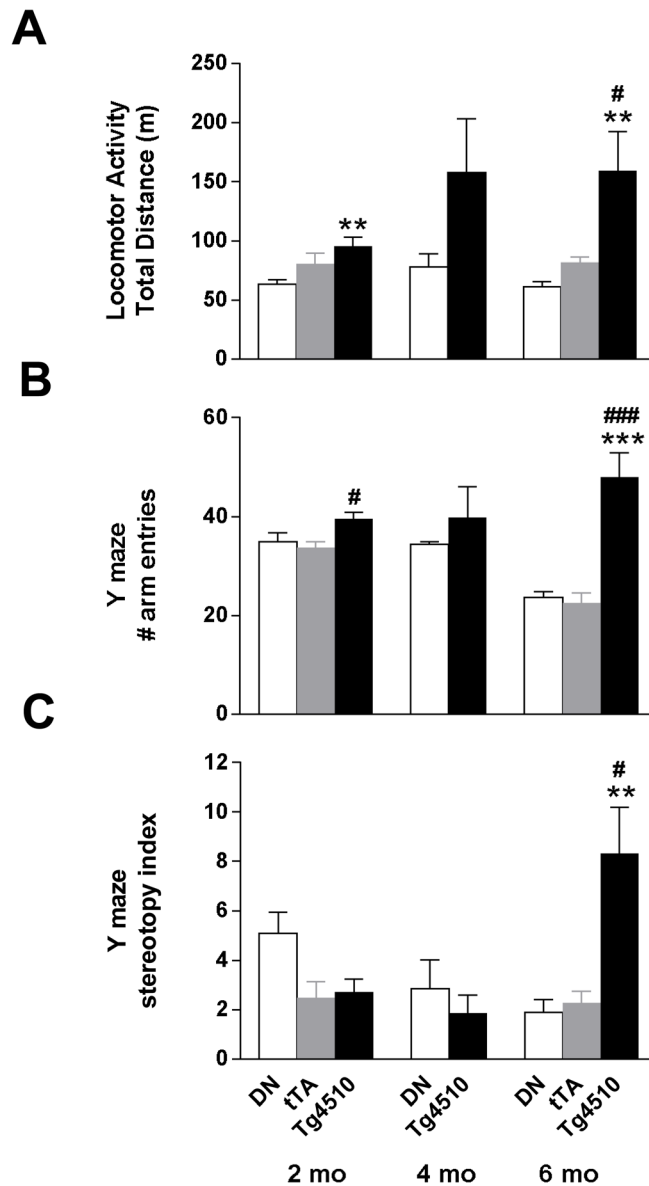 A
Locomotor Activity
Total Distance (m)
250
200
150
100
50
0
**
#
**
B
Y maze
# arm entries
60
40
20
0
#
###
***
C
Y maze
stereotopy index
12
10
8
6
4
2
0
#
**
DN tTA Tg4510 DN Tg4510 DN tTA Tg4510
2 mo 4 mo 6 mo